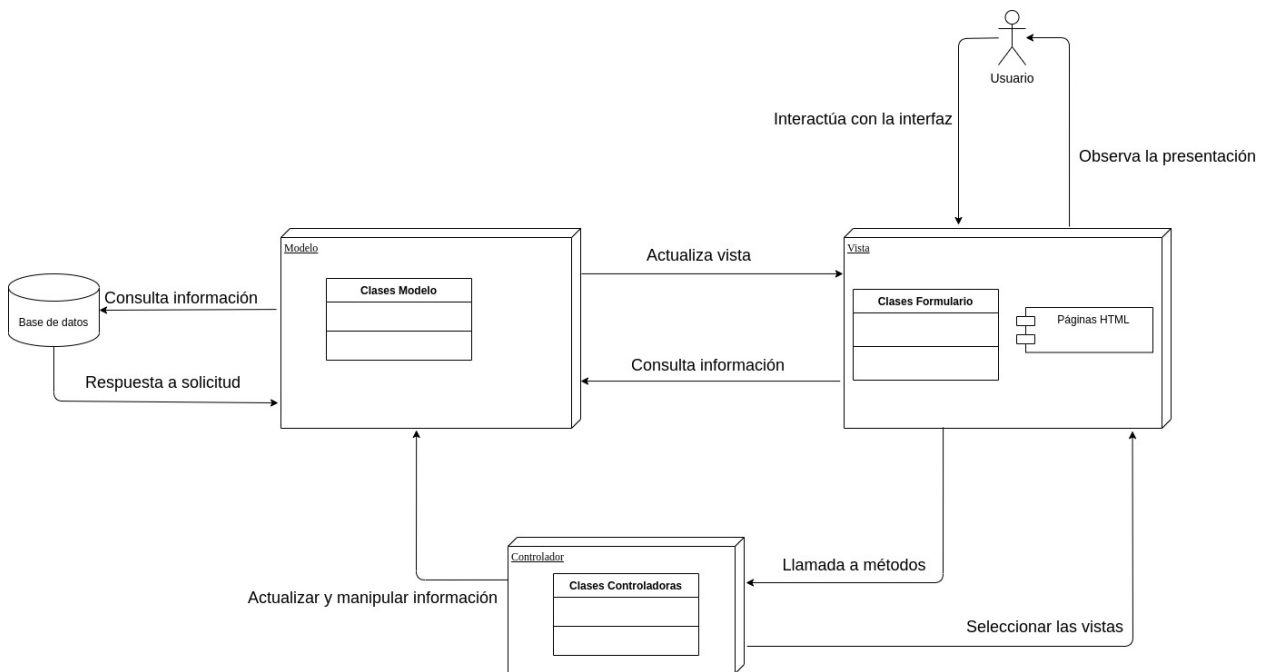 Usuario
Interactúa con la interfaz
Observa la presentación
Modelo
Actualiza vista
Vista
Clases Modelo
Clases Formulario
Páginas HTML
Consulta información
Base de datos
Consulta información
Respuesta a solicitud
Controlador
Llamada a métodos
Clases Controladoras
Actualizar y manipular información
Seleccionar las vistas